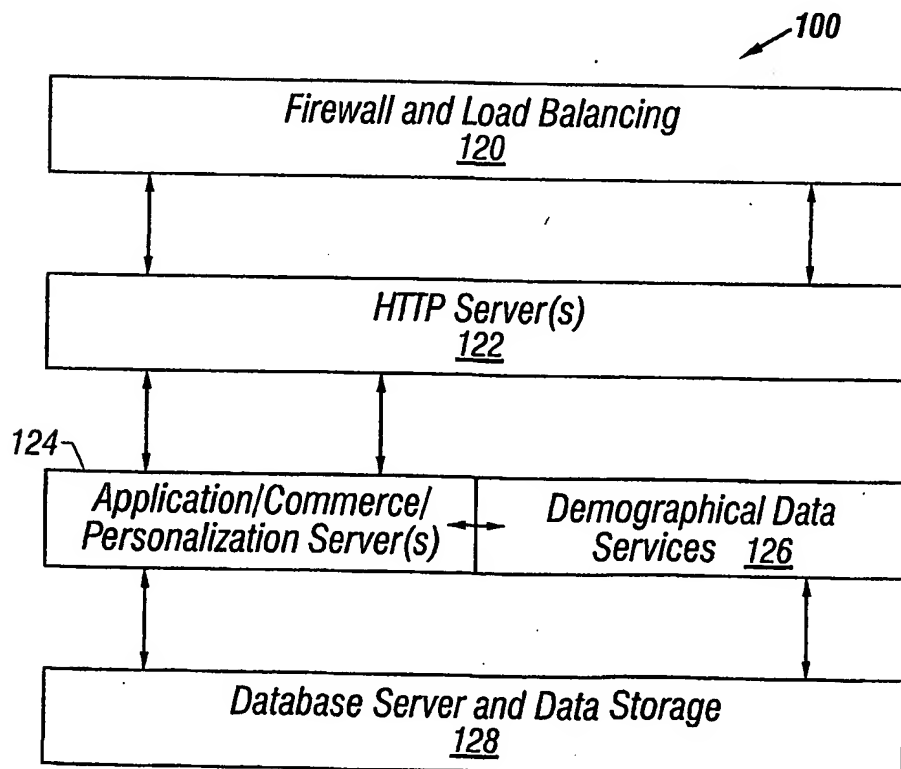 100
Firewall and Load Balancing
120
HTTP Server(s)
122
124
Application/Commerce/
Personalization Server(s)
Demographical Data
Services 126
Database Server and Data Storage
128